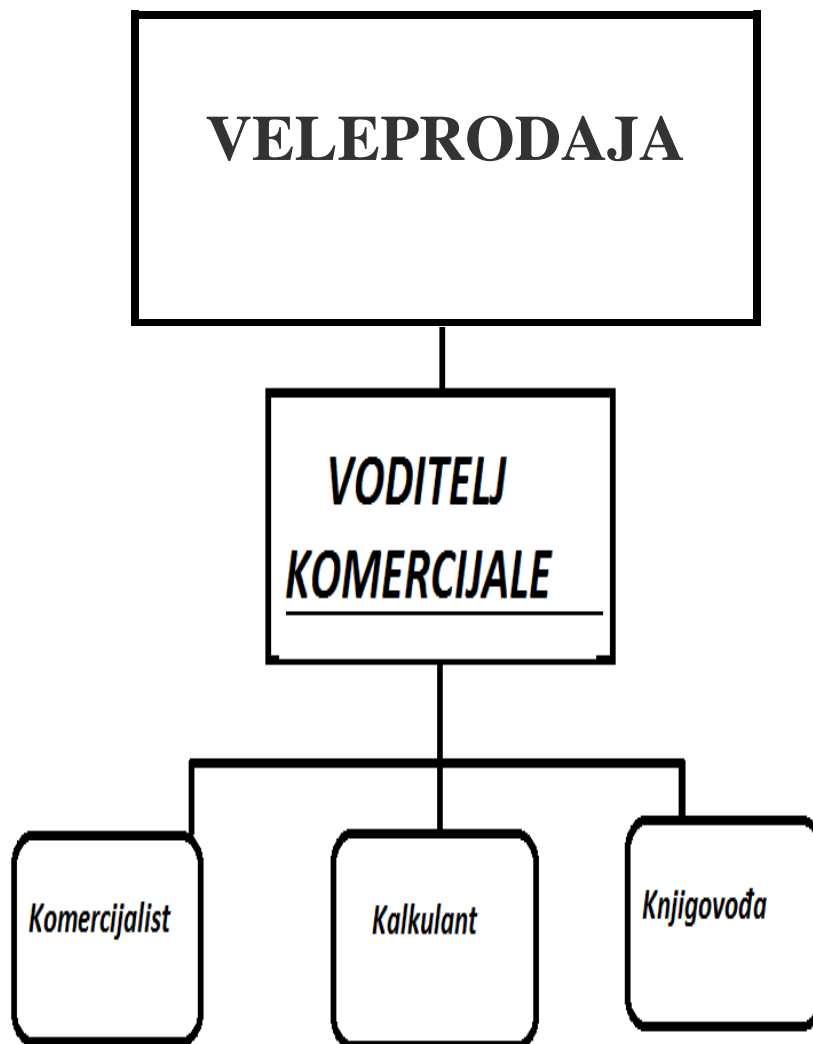 VELEPRODAJA
VODITELJ
KOMERCIJALE
Komercijalist
Kalkulant
Knjigovođa